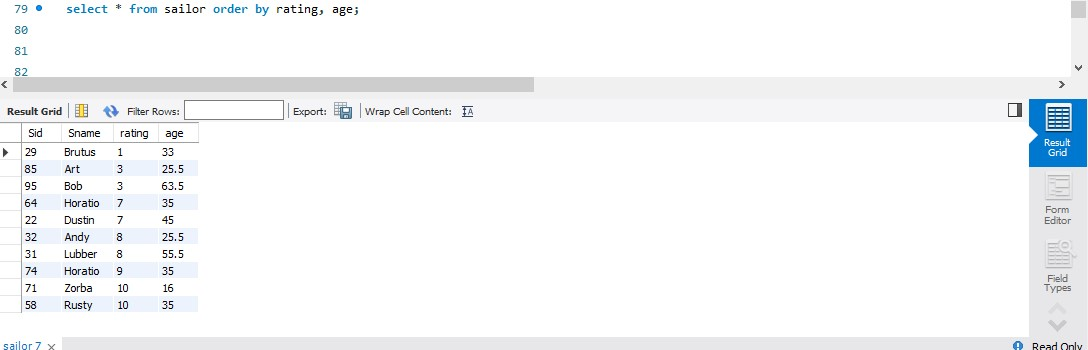 79 select * from sailor order by rating, age;
80
81
82
Result Grid Filter Rows: Export: Wrap Cell Content: IA
Sid Sname rating age
29 Brutus 1 33
85 Art 3 25.5
95 Bob 3 63.5
64 Horatio 7 35
22 Dustin 7 45
32 Andy 8 25.5
31 Lubber 8 55.5
74 Horatio 9 35
71 Zorba 10 16
58 Rusty 10 35
Result
Grid
Form
Editor
Field
Types
sailor 7 Read Only